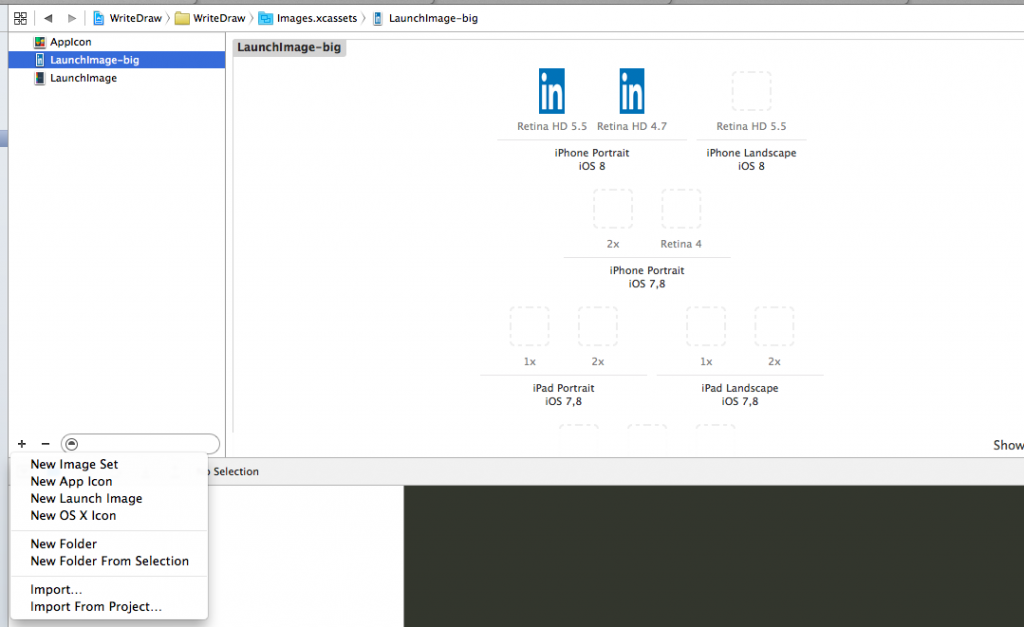 WriteDraw WriteDraw Images.xcassets LaunchImage-big
AppIcon
LaunchImage-big
LaunchImage
LaunchImage-big
in in
Retina HD 5.5 Retina HD 4.7 Retina HD 5.5
iPhone Portrait iPhone Landscape
iOS 8 iOS 8
2x Retina 4
iPhone Portrait
iOS 7,8
1x 2x 1x 2x
iPad Portrait iPad Landscape
iOS 7,8 iOS 7,8
Show
New Image Set
New App Icon
New Launch Image
New OS X Icon
New Folder
New Folder From Selection
Import...
Import From Project...
Selection